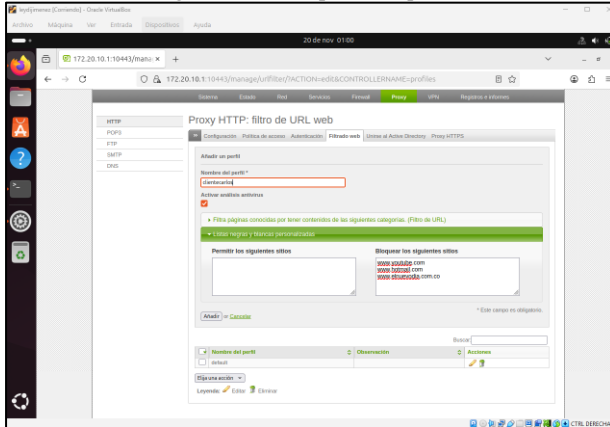 leydijimenez [Corriendo] - Oracle VirtualBox
Archivo Máquina Ver Entrada Dispositivos Ayuda
20 de nov 01:00
172.20.10.1:10443/mana
172.20.10.1:10443/manage/urlfilter/?ACTION=edit&CONTROLLERNAME=profiles
Sistema Estado Red Servicios Firewall Proxy VPN Registros e informes
HTTP
POP3
FTP
SMTP
DNS
Proxy HTTP: filtro de URL web
Configuración Política de acceso Autenticación Filtrado web Unirse al Active Directory Proxy HTTPS
Añadir un perfil
Nombre del perfil *
Activar análisis antivirus
Filtra páginas conocidas por tener contenidos de las siguientes categorías. (Filtro de URL)
Listas negras y blancas personalizadas
Permitir los siguientes sitios
Bloquear los siguientes sitios
www.youtube.com
www.hotmail.com
www.elnuevodia.com.co
* Este campo es obligatorio.
Añadir or Cancelar
Buscar
Nombre del perfil Observación Acciones
default
Elija una acción
Leyenda: Editar Eliminar
CTRL DERECHA